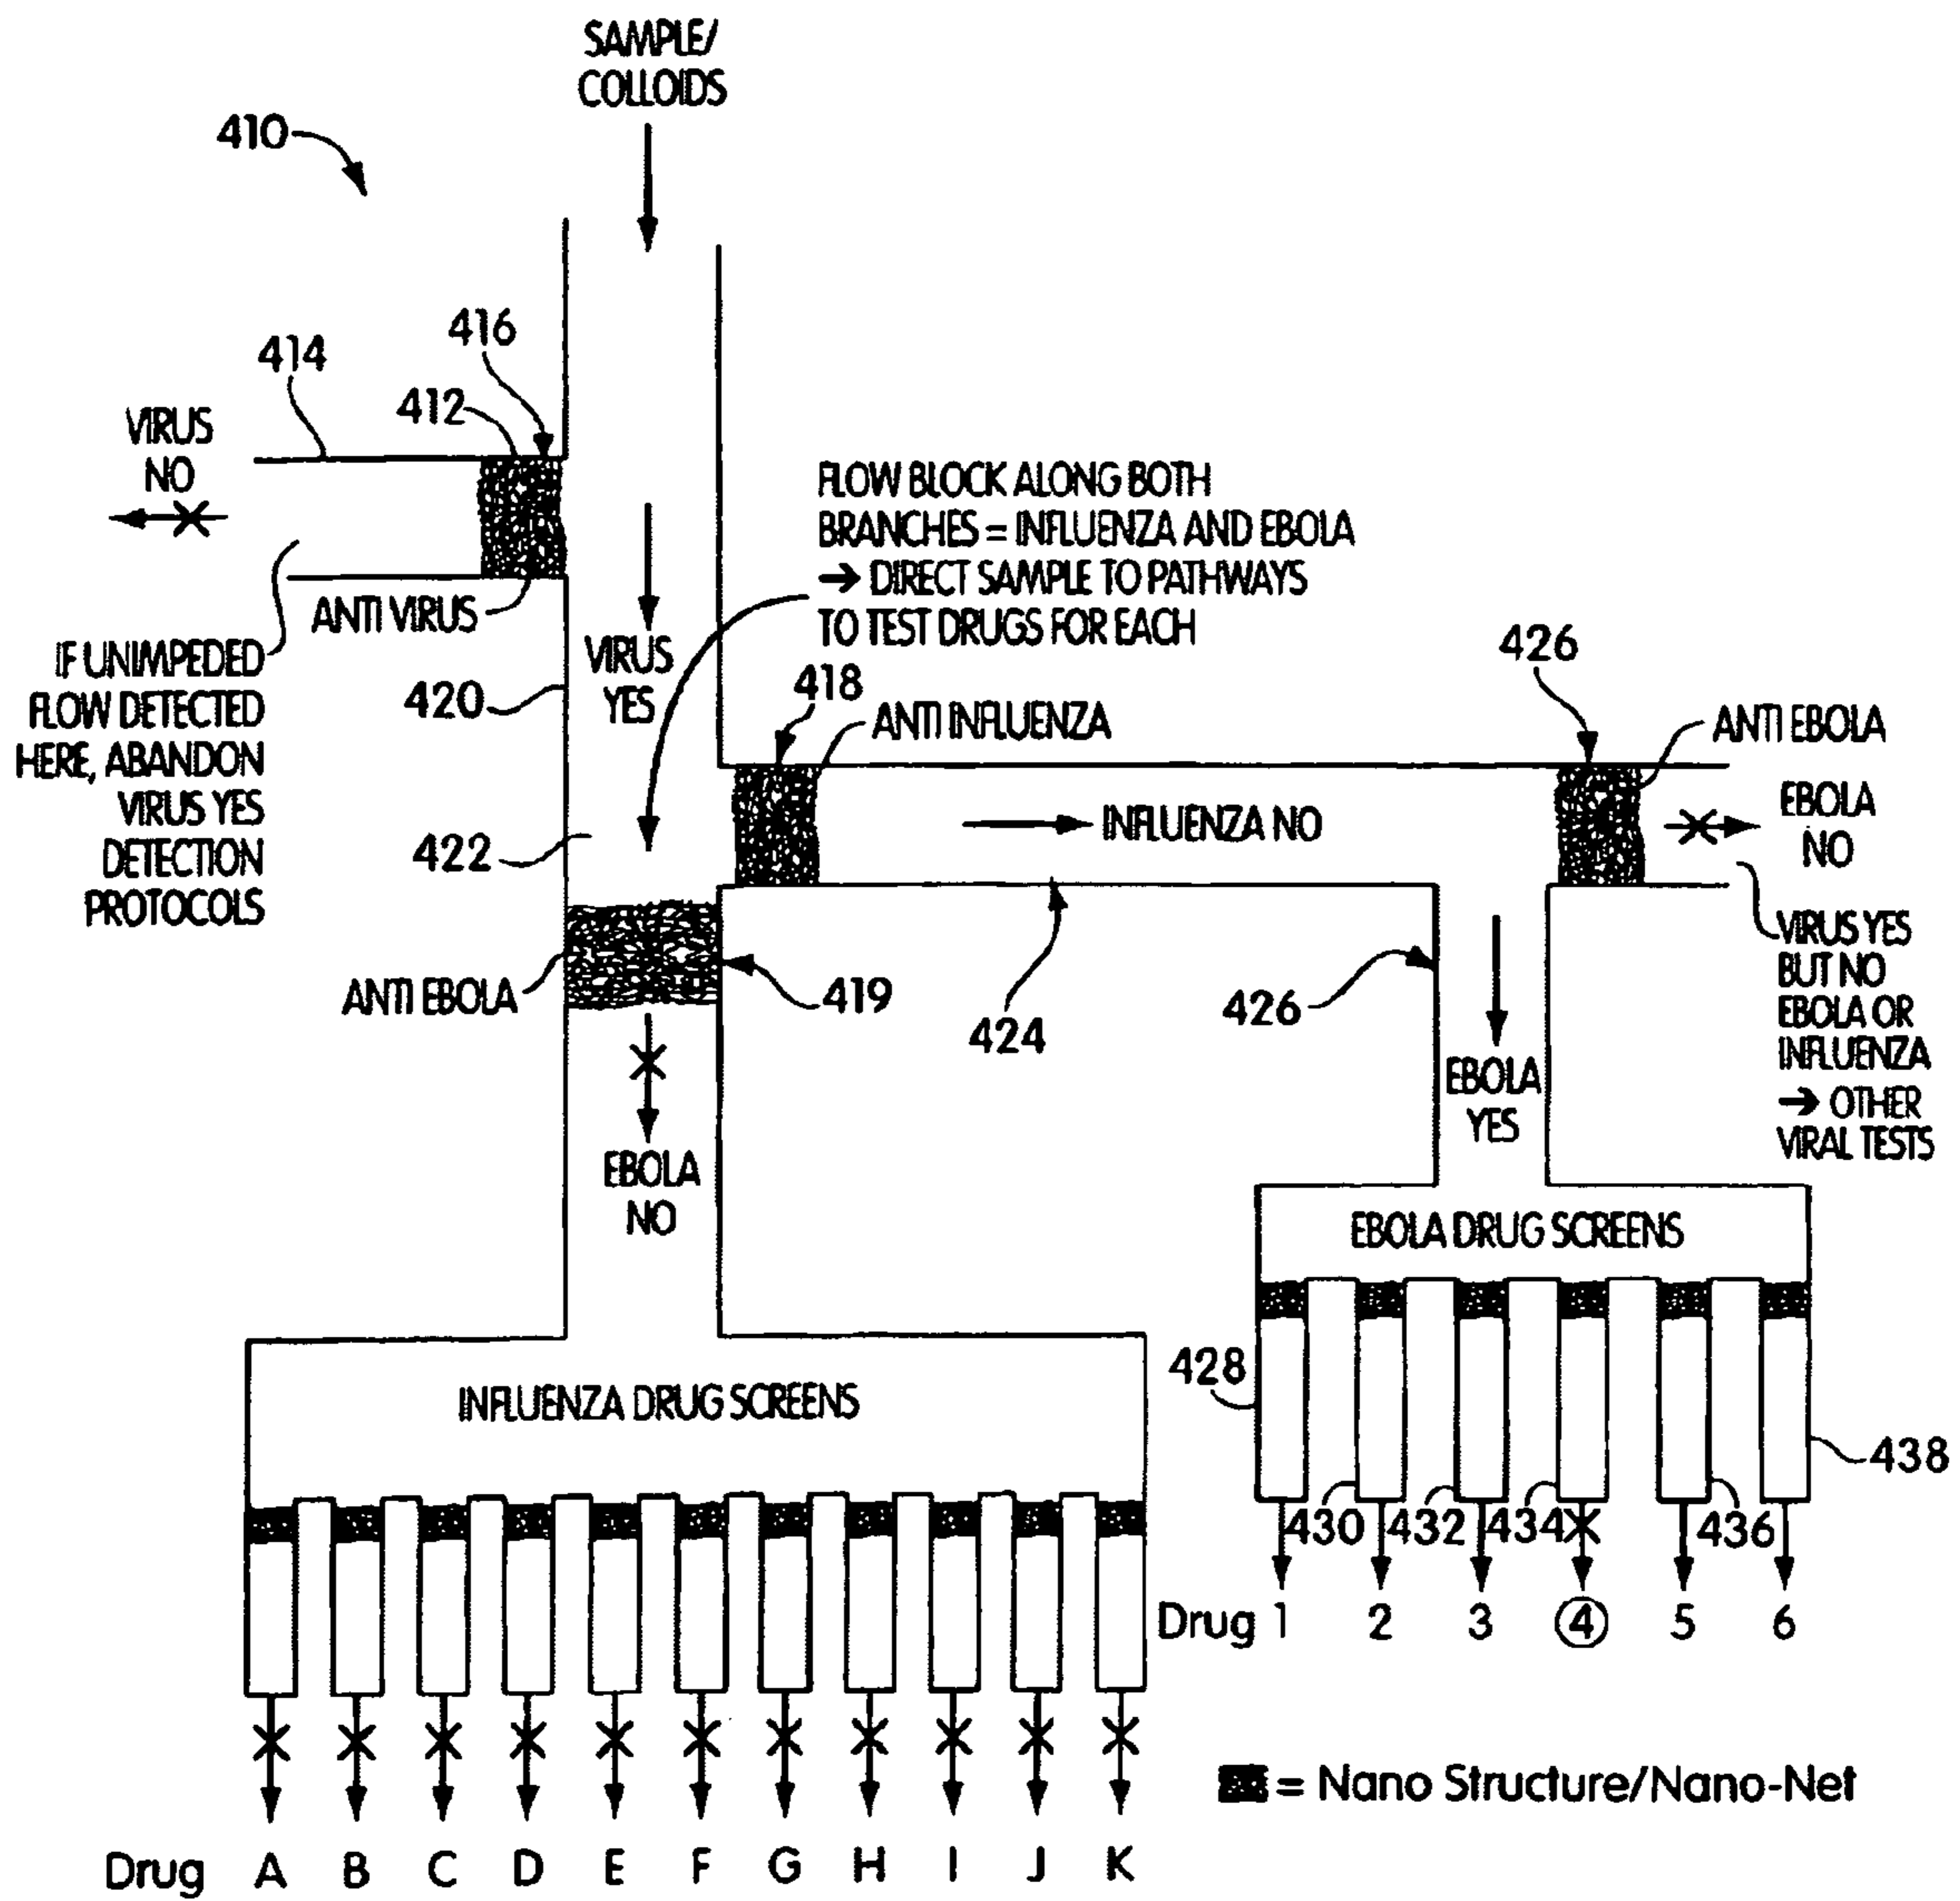 SAMPLE/
COLLOIDS
410
416
414
412
VIRUS
NO
ANTI VIRUS
IF UNIMPEDED
FLOW DETECTED
HERE, ABANDON
VIRUS YES
DETECTION
PROTOCOLS
FLOW BLOCK ALONG BOTH
BRANCHES = INFLUENZA AND EBOLA
→ DIRECT SAMPLE TO PATHWAYS
TO TEST DRUGS FOR EACH
VIRUS
YES
420
418
ANTI INFLUENZA
426
ANTI EBOLA
422
INFLUENZA NO
EBOLA
NO
ANTI EBOLA
419
424
426
VIRUS YES
BUT NO
EBOLA OR
INFLUENZA
→ OTHER
VIRAL TESTS
EBOLA
YES
EBOLA
NO
EBOLA DRUG SCREENS
428
438
430 432 434 436
Drug 1 2 3 4 5 6
INFLUENZA DRUG SCREENS
= Nano Structure/Nano-Net
Drug A B C D E F G H I J K